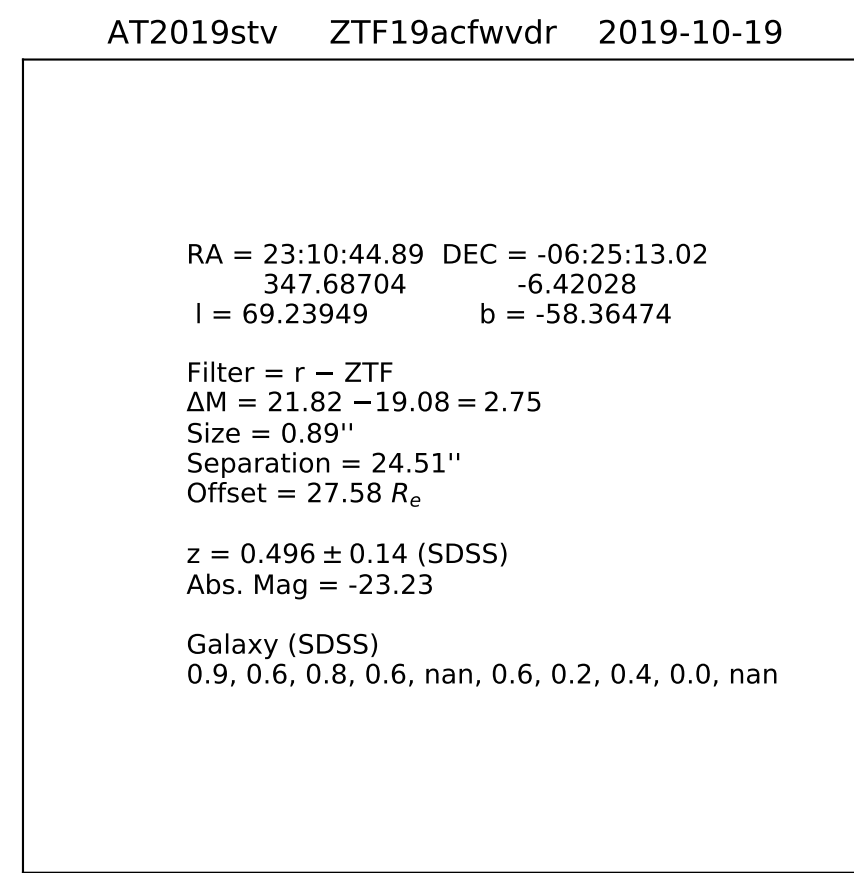 AT2019stv ZTF19acfwvdr 2019-10-19
RA = 23:10:44.89 DEC = -06:25:13.02
347.68704 -6.42028
l = 69.23949 b = -58.36474
Filter = r − ZTF
ΔM = 21.82 −19.08 = 2.75
Size = 0.89''
Separation = 24.51''
Offset = 27.58 Rₑ
z = 0.496 ± 0.14 (SDSS)
Abs. Mag = -23.23
Galaxy (SDSS)
0.9, 0.6, 0.8, 0.6, nan, 0.6, 0.2, 0.4, 0.0, nan